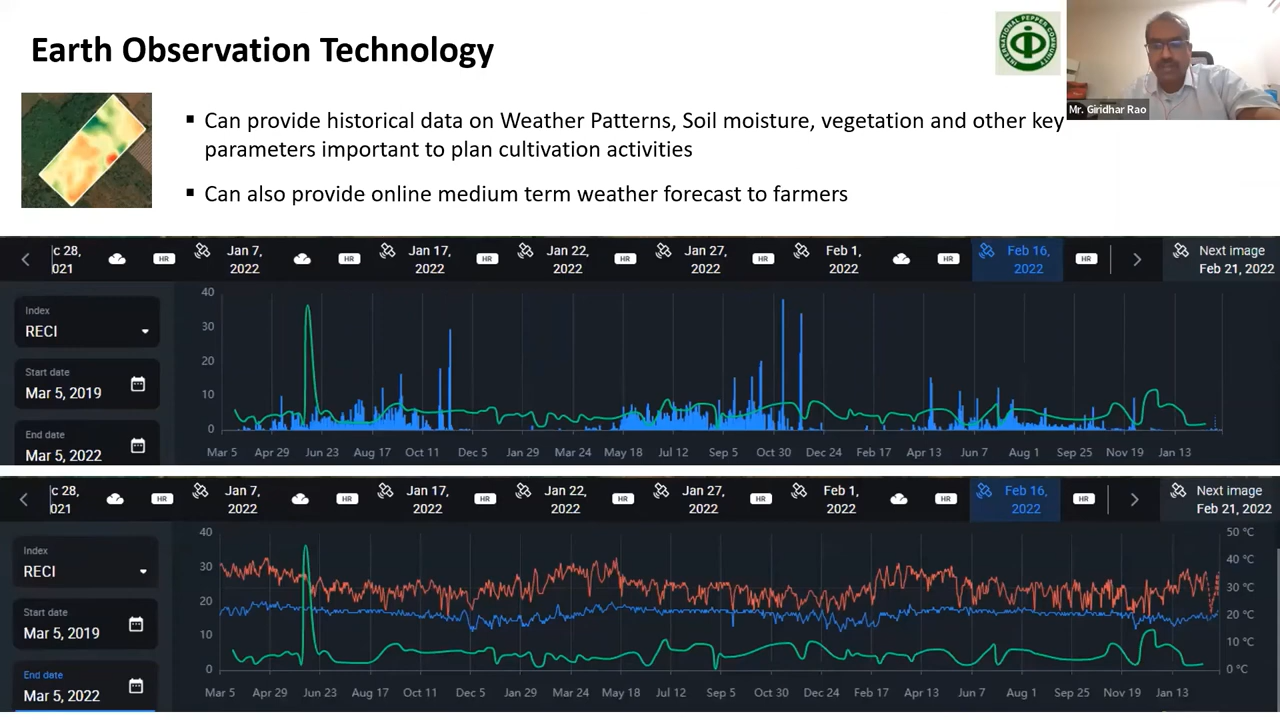 Earth Observation Technology
INTERNATIONAL PEPPER COMMUNITY
Mr. Giridhar Rao
▪ Can provide historical data on Weather Patterns, Soil moisture, vegetation and other key
parameters important to plan cultivation activities
▪ Can also provide online medium term weather forecast to farmers
c 28, HR Jan 7, HR Jan 17, HR Jan 22, HR Jan 27, HR Feb 1, HR Feb 16, HR Next image
021 2022 2022 2022 2022 2022 2022 Feb 21, 2022
Index
RECI
Start date
Mar 5, 2019
End date
Mar 5, 2022
40
30
20
10
0
Mar 5 Apr 29 Jun 23 Aug 17 Oct 11 Dec 5 Jan 29 Mar 24 May 18 Jul 12 Sep 5 Oct 30 Dec 24 Feb 17 Apr 13 Jun 7 Aug 1 Sep 25 Nov 19 Jan 13
c 28, HR Jan 7, HR Jan 17, HR Jan 22, HR Jan 27, HR Feb 1, HR Feb 16, HR Next image
021 2022 2022 2022 2022 2022 2022 Feb 21, 2022
Index
RECI
Start date
Mar 5, 2019
End date
Mar 5, 2022
40 50 °C
30 40 °C
30 °C
20 20 °C
10 10 °C
0 0 °C
Mar 5 Apr 29 Jun 23 Aug 17 Oct 11 Dec 5 Jan 29 Mar 24 May 18 Jul 12 Sep 5 Oct 30 Dec 24 Feb 17 Apr 13 Jun 7 Aug 1 Sep 25 Nov 19 Jan 13